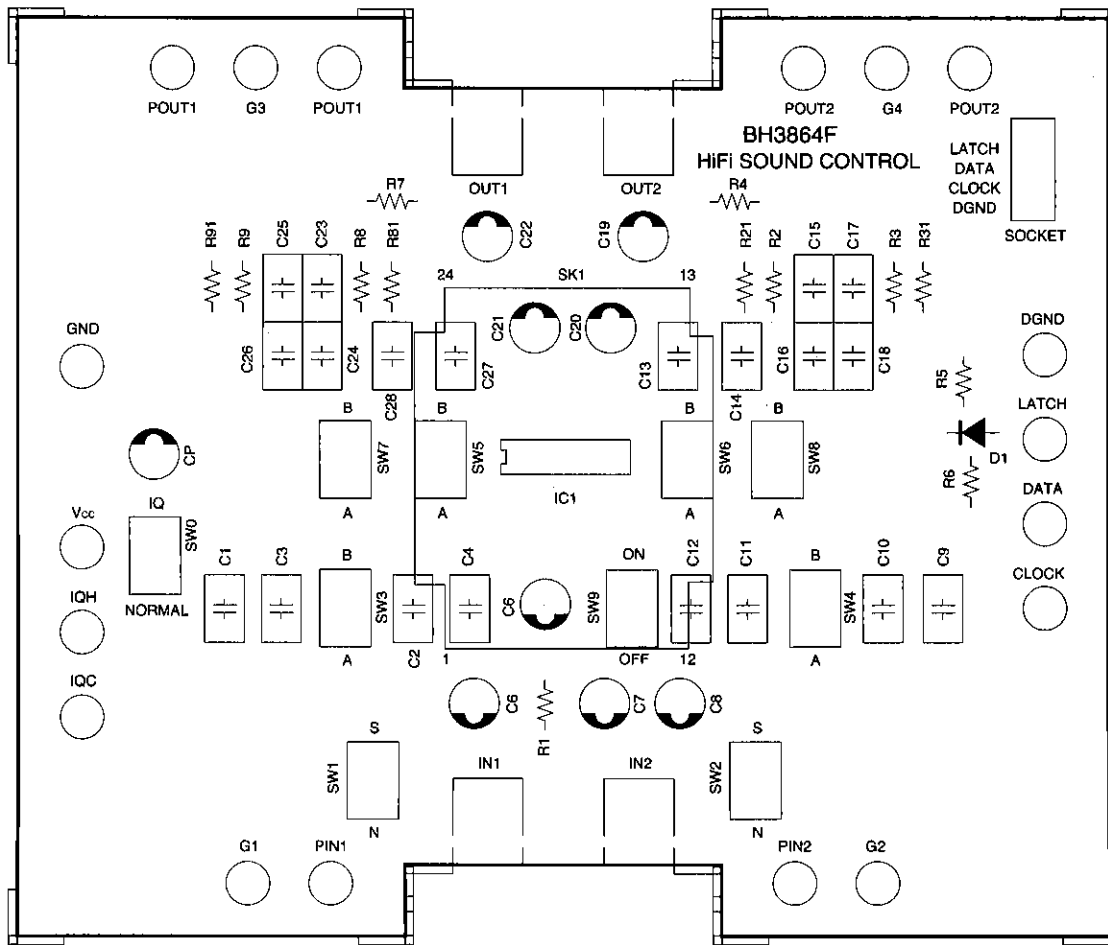 POUT1 G3 POUT1 POUT2 G4 POUT2
BH3864F
HiFi SOUND CONTROL
LATCH
DATA
CLOCK
DGND
SOCKET
OUT1 OUT2
R7 R4
C22 C19
R91 R9 C25 C23 R8 R81 R21 R2 C15 C17 R3 R31
24 SK1 13
C21 C20
GND DGND
C26 C24 C28 C27 C13 C14 C16 C18
R5
LATCH
B B B B
SW7 SW5 SW6 SW8
CP D1
IC1
R6
A A A A
DATA
IQ
Vcc SW0
C1 C3 B C4 ON C12 C11 B C10 C9
CLOCK
IQH NORMAL
SW3 C6 SW9 SW4
A C2 1 OFF 12 A
IQC
C6 R1 C7 C8
S S
SW1 IN1 IN2 SW2
N N
G1 PIN1 PIN2 G2